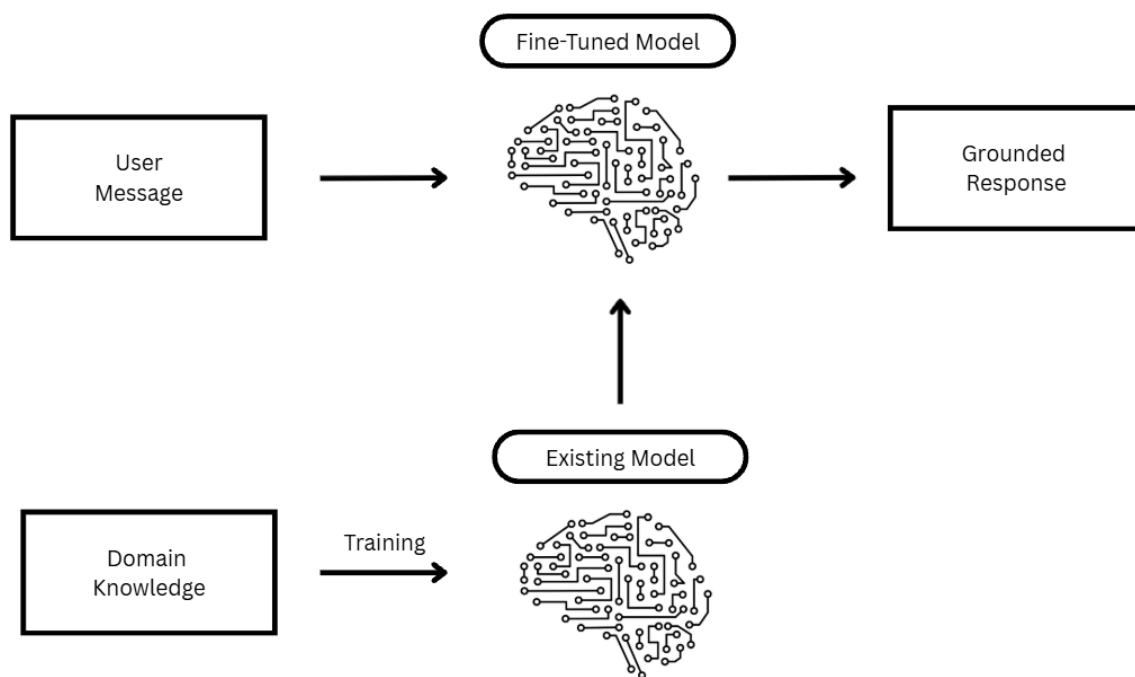 Fine-Tuned Model
User
Message
Grounded
Response
Existing Model
Training
Domain
Knowledge